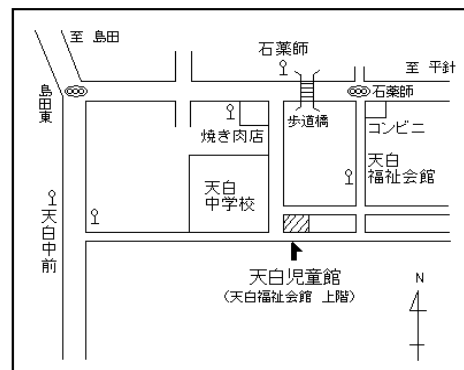 至 島田
石薬師
至 平針
島田東
石薬師
歩道橋
コンビニ
焼き肉店
天白
福祉会館
天白
中学校
天白中前
天白児童館
(天白福祉会館 上階)
N